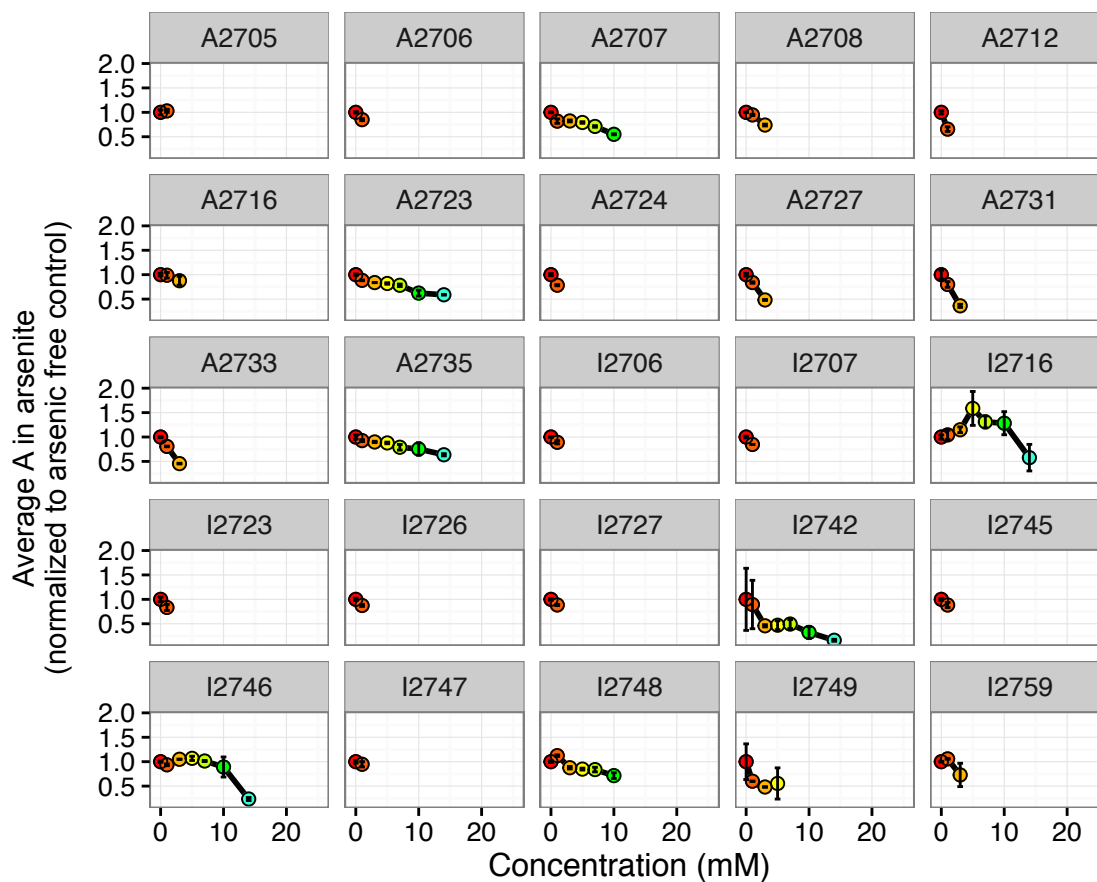 A2705 A2706 A2707 A2708 A2712
2.0
1.5
1.0
0.5
A2716 A2723 A2724 A2727 A2731
2.0
1.5
1.0
0.5
A2733 A2735 I2706 I2707 I2716
2.0
1.5
1.0
0.5
I2723 I2726 I2727 I2742 I2745
2.0
1.5
1.0
0.5
I2746 I2747 I2748 I2749 I2759
2.0
1.5
1.0
0.5
0 10 20 0 10 20 0 10 20 0 10 20 0 10 20
Concentration (mM)
Average A in arsenite
(normalized to arsenic free control)